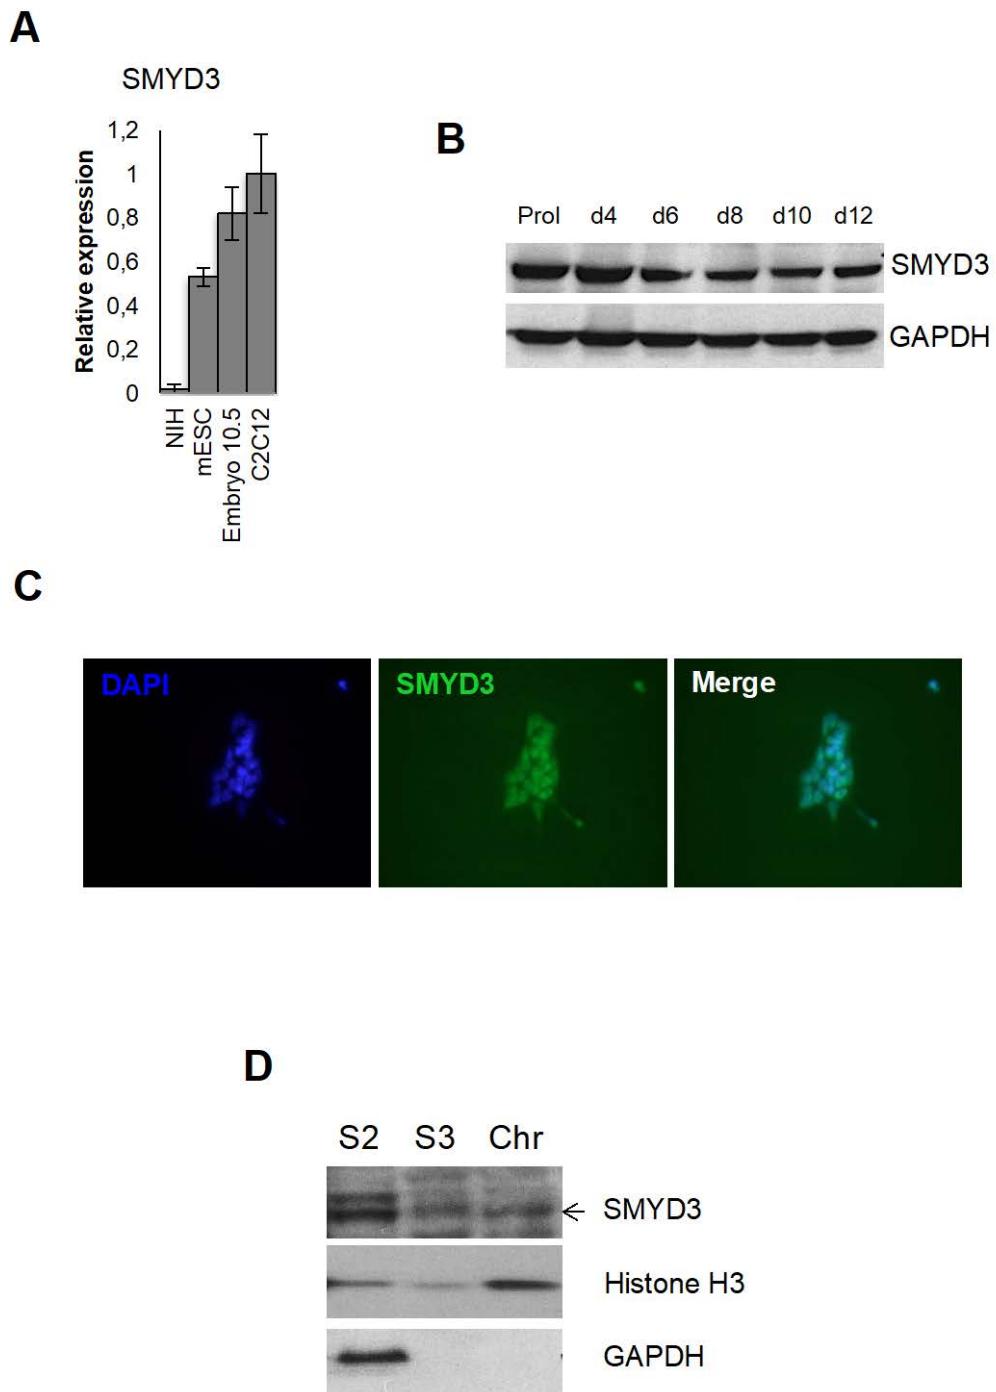 A
SMYD3
Relative expression
1,2
1
0,8
0,6
0,4
0,2
0
NIH
mESC
Embryo 10.5
C2C12
B
Prol d4 d6 d8 d10 d12
SMYD3
GAPDH
C
DAPI
SMYD3
Merge
D
S2 S3 Chr
SMYD3
Histone H3
GAPDH